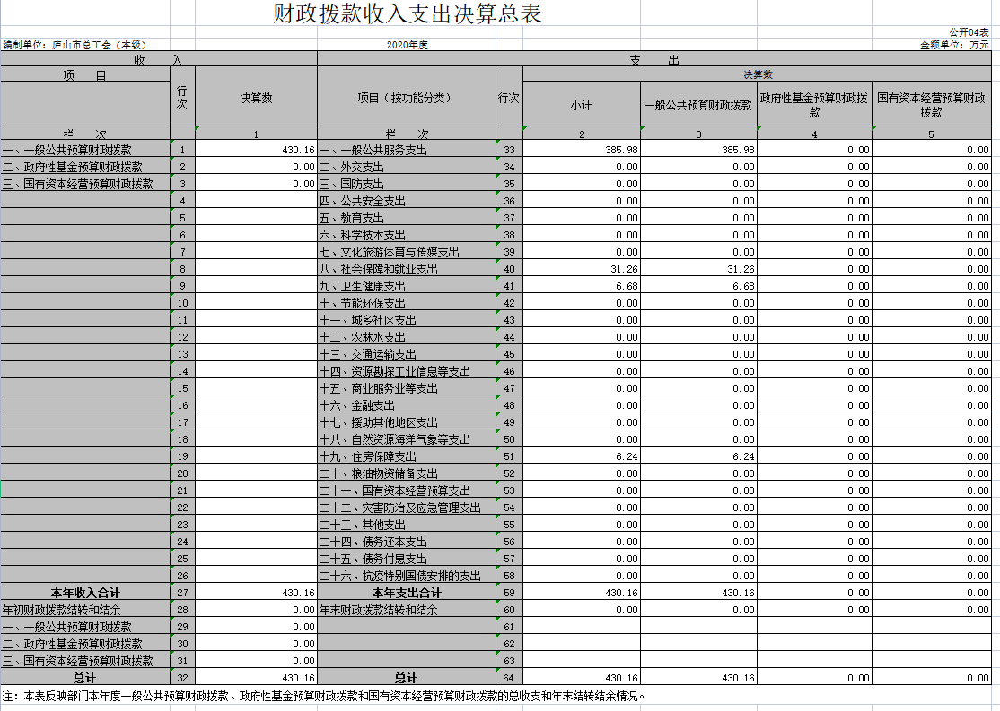 财政拨款收入支出决算总表
公开04表
编制单位：庐山市总工会（本级） 2020年度 金额单位：万元
收 入 支 出
项 目 行次 决算数 项目（按功能分类） 行次 决算数
小计 一般公共预算财政拨款 政府性基金预算财政拨款 国有资本经营预算财政拨款
栏 次 1 栏 次 2 3 4 5
一、一般公共预算财政拨款 1 430.16 一、一般公共服务支出 33 385.98 385.98 0.00 0.00
二、政府性基金预算财政拨款 2 0.00 二、外交支出 34 0.00 0.00 0.00 0.00
三、国有资本经营预算财政拨款 3 0.00 三、国防支出 35 0.00 0.00 0.00 0.00
4 四、公共安全支出 36 0.00 0.00 0.00 0.00
5 五、教育支出 37 0.00 0.00 0.00 0.00
6 六、科学技术支出 38 0.00 0.00 0.00 0.00
7 七、文化旅游体育与传媒支出 39 0.00 0.00 0.00 0.00
8 八、社会保障和就业支出 40 31.26 31.26 0.00 0.00
9 九、卫生健康支出 41 6.68 6.68 0.00 0.00
10 十、节能环保支出 42 0.00 0.00 0.00 0.00
11 十一、城乡社区支出 43 0.00 0.00 0.00 0.00
12 十二、农林水支出 44 0.00 0.00 0.00 0.00
13 十三、交通运输支出 45 0.00 0.00 0.00 0.00
14 十四、资源勘探工业信息等支出 46 0.00 0.00 0.00 0.00
15 十五、商业服务业等支出 47 0.00 0.00 0.00 0.00
16 十六、金融支出 48 0.00 0.00 0.00 0.00
17 十七、援助其他地区支出 49 0.00 0.00 0.00 0.00
18 十八、自然资源海洋气象等支出 50 0.00 0.00 0.00 0.00
19 十九、住房保障支出 51 6.24 6.24 0.00 0.00
20 二十、粮油物资储备支出 52 0.00 0.00 0.00 0.00
21 二十一、国有资本经营预算支出 53 0.00 0.00 0.00 0.00
22 二十二、灾害防治及应急管理支出 54 0.00 0.00 0.00 0.00
23 二十三、其他支出 55 0.00 0.00 0.00 0.00
24 二十四、债务还本支出 56 0.00 0.00 0.00 0.00
25 二十五、债务付息支出 57 0.00 0.00 0.00 0.00
26 二十六、抗疫特别国债安排的支出 58 0.00 0.00 0.00 0.00
本年收入合计 27 430.16 本年支出合计 59 430.16 430.16 0.00 0.00
年初财政拨款结转和结余 28 0.00 年末财政拨款结转和结余 60 0.00 0.00 0.00 0.00
一、一般公共预算财政拨款 29 0.00 61
二、政府性基金预算财政拨款 30 0.00 62
三、国有资本经营预算财政拨款 31 0.00 63
总计 32 430.16 总计 64 430.16 430.16 0.00 0.00
注：本表反映部门本年度一般公共预算财政拨款、政府性基金预算财政拨款和国有资本经营预算财政拨款的总收支和年末结转结余情况。